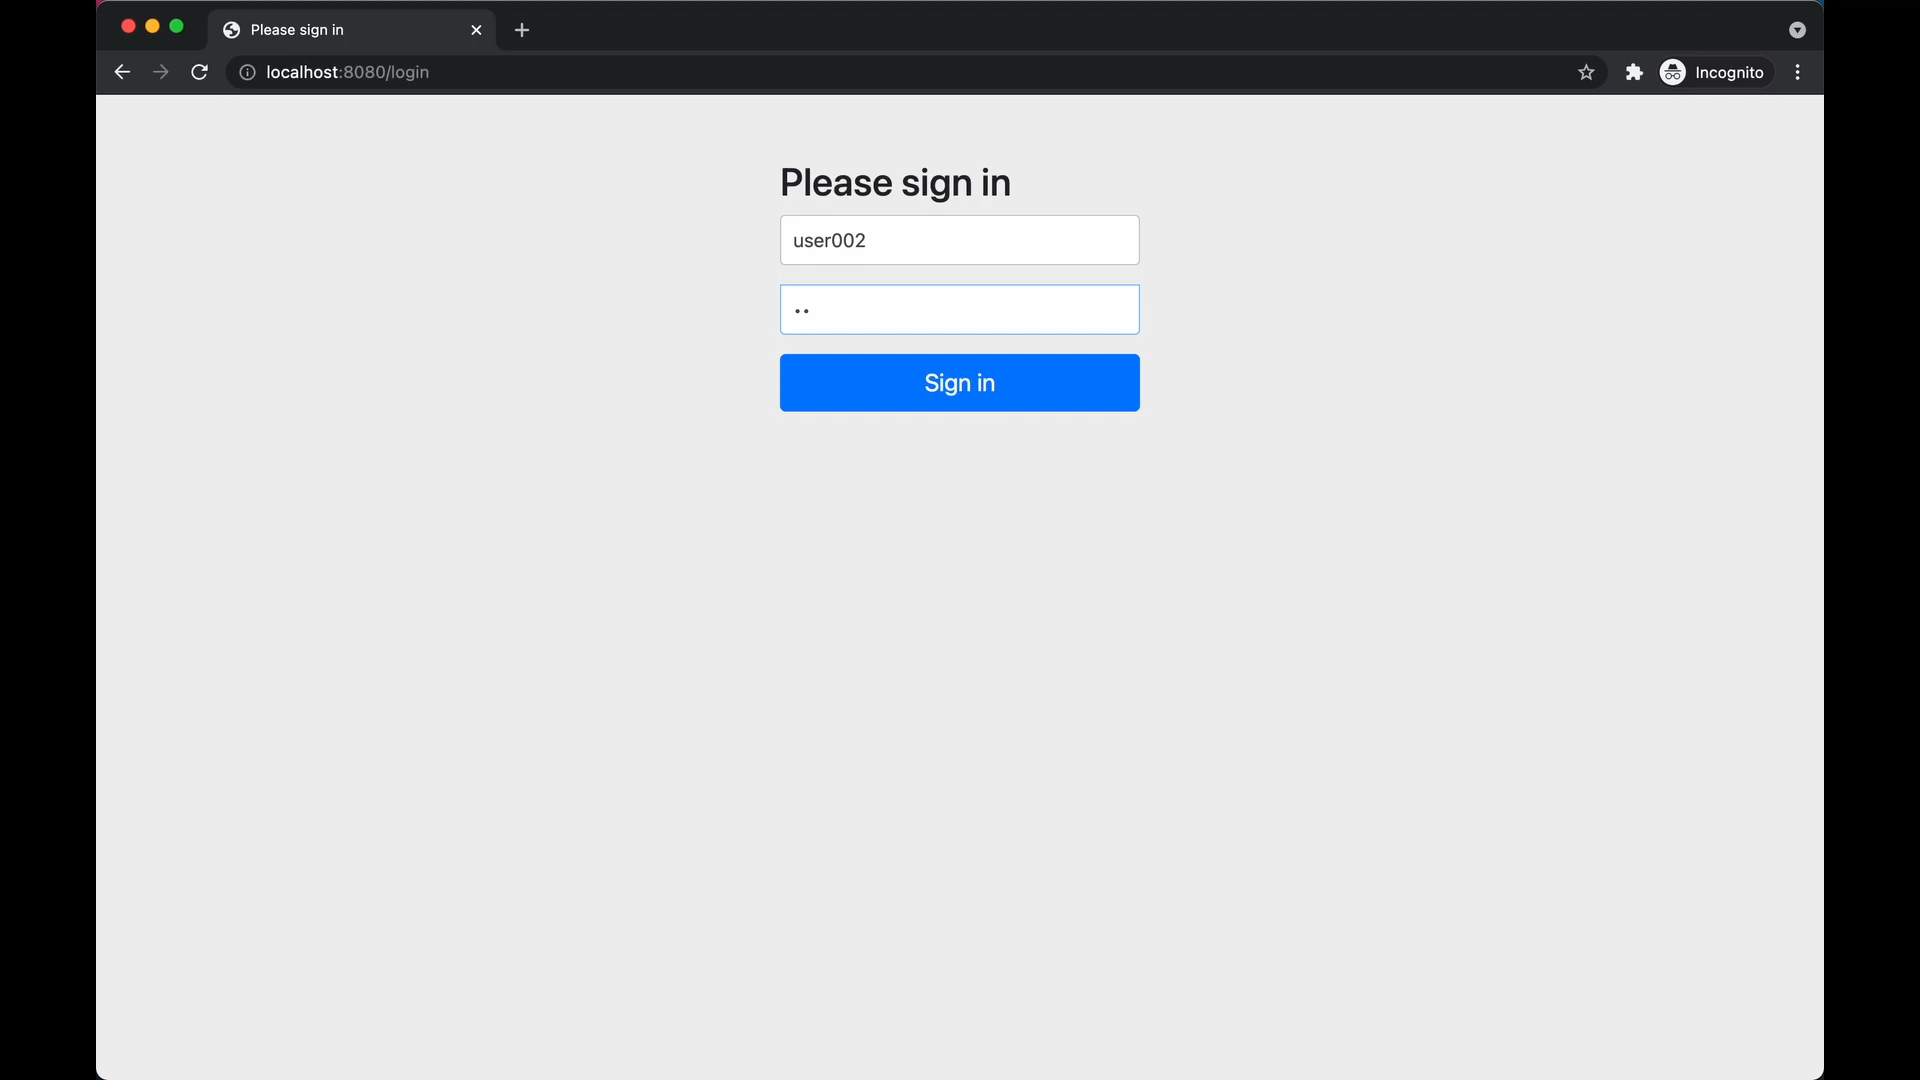 Please sign in
localhost:8080/login
Incognito
Please sign in
user002
••
Sign in